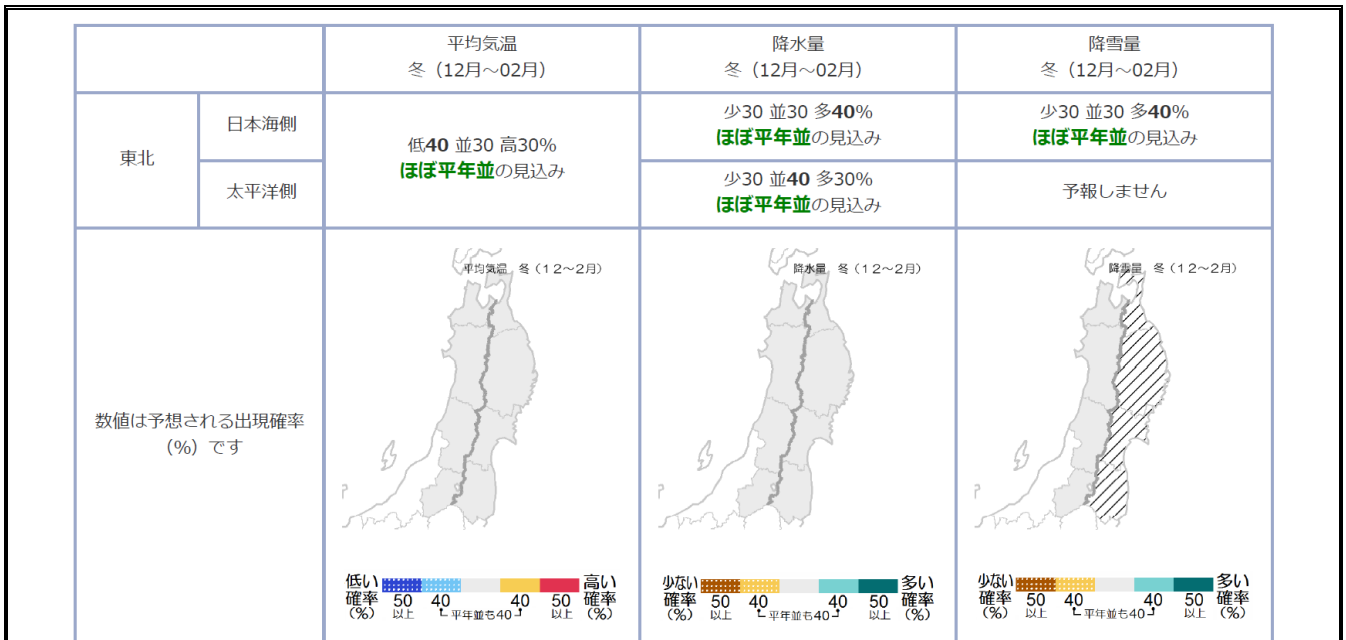 平均気温
冬（12月～02月）
降水量
冬（12月～02月）
降雪量
冬（12月～02月）
東北
日本海側
低40 並30 高30%
ほぼ平年並の見込み
少30 並30 多40%
ほぼ平年並の見込み
少30 並30 多40%
ほぼ平年並の見込み
太平洋側
少30 並40 多30%
ほぼ平年並の見込み
予報しません
数値は予想される出現確率
（%）です
平均気温 冬（12～2月）
降水量 冬（12～2月）
降雪量 冬（12～2月）
低い
確率
(%)
50
以上
40
平年並も40
40
50
以上
高い
確率
(%)
少ない
確率
(%)
50
以上
40
平年並も40
40
50
以上
多い
確率
(%)
少ない
確率
(%)
50
以上
40
平年並も40
40
50
以上
多い
確率
(%)